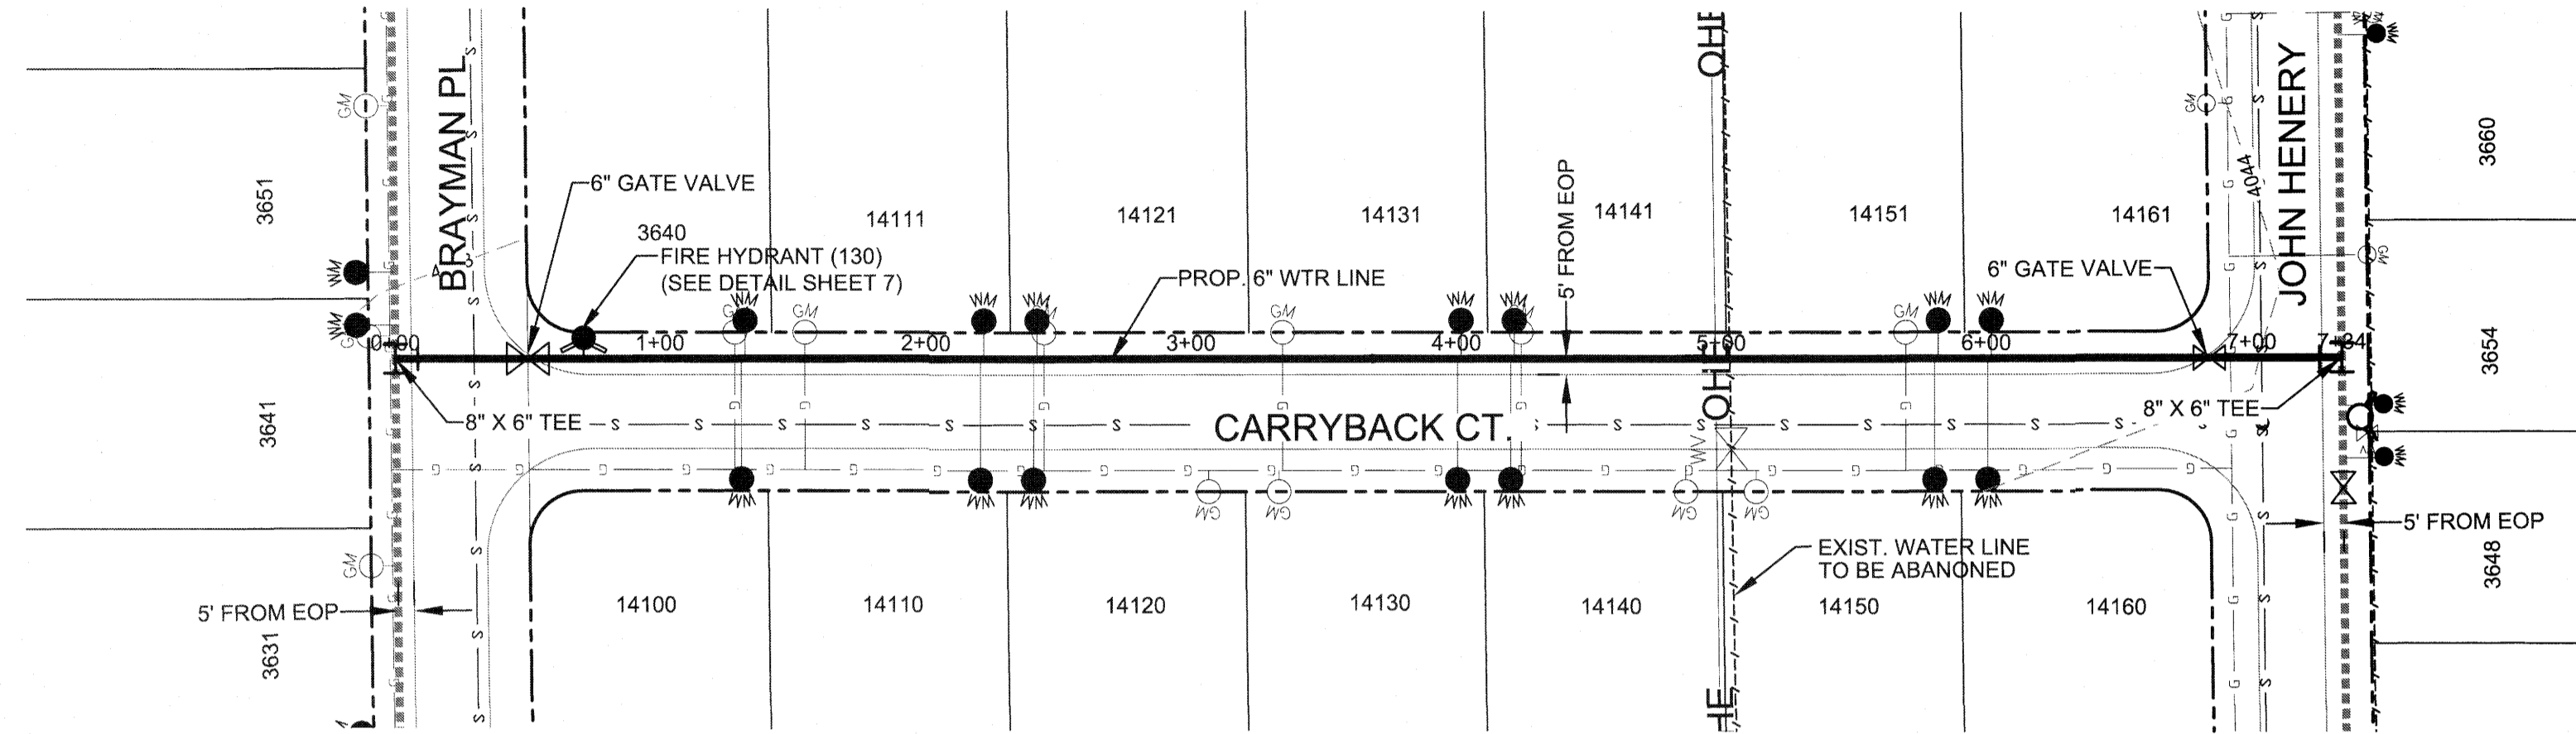 BRAYMAN PL
3651
3641
3631
6" GATE VALVE
3640
FIRE HYDRANT (130)
(SEE DETAIL SHEET 7)
14111
14121
14131
14141
14151
14161
PROP. 6" WTR LINE
5' FROM EOP
OHE
6" GATE VALVE
4044
JOHN HENERY
3660
3654
3648
GM
WM
0+00
1+00
2+00
3+00
4+00
5+00
6+00
7+00
7+34
8" X 6" TEE
S
G
CARRYBACK CT.
8" X 6" TEE
5' FROM EOP
5' FROM EOP
EXIST. WATER LINE
TO BE ABANONED
14100
14110
14120
14130
14140
14150
14160
HE